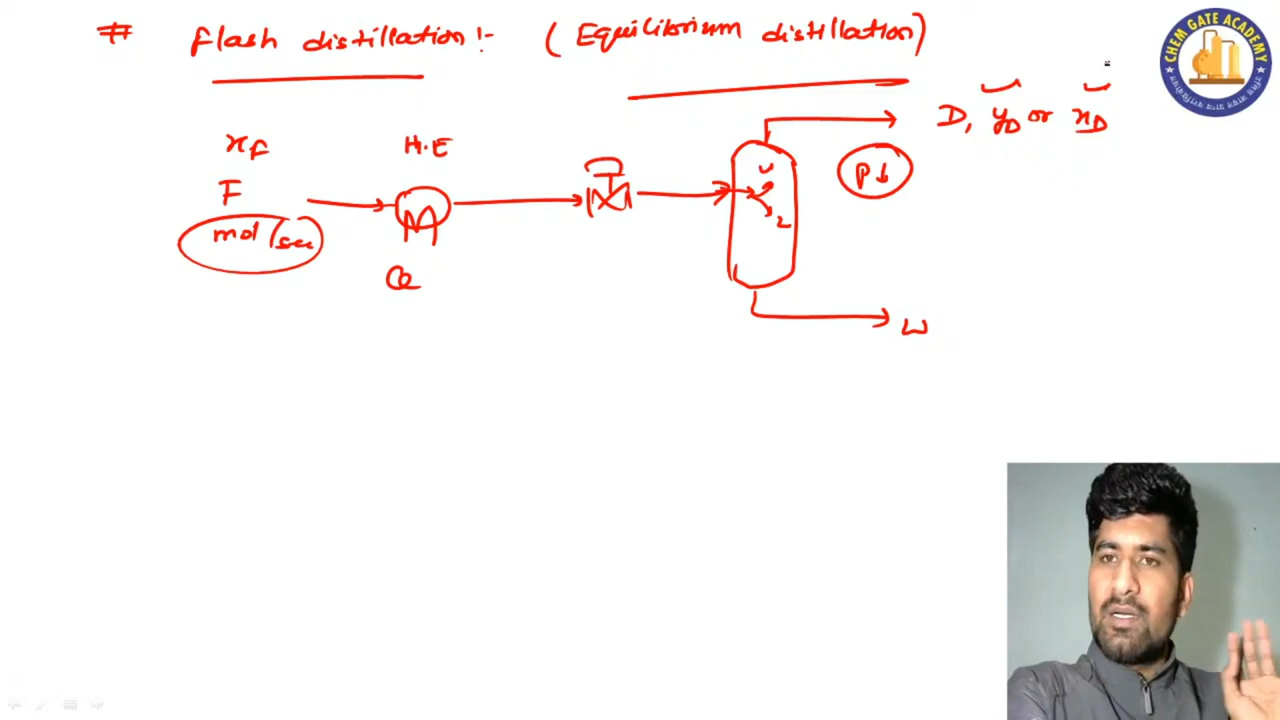 # flash distillation :- ( Equilibrium distillation)
CHEM GATE ACADEMY
D, yD or xD
xF
H.E
F
P↓
mol/sec
V
L
Q
W